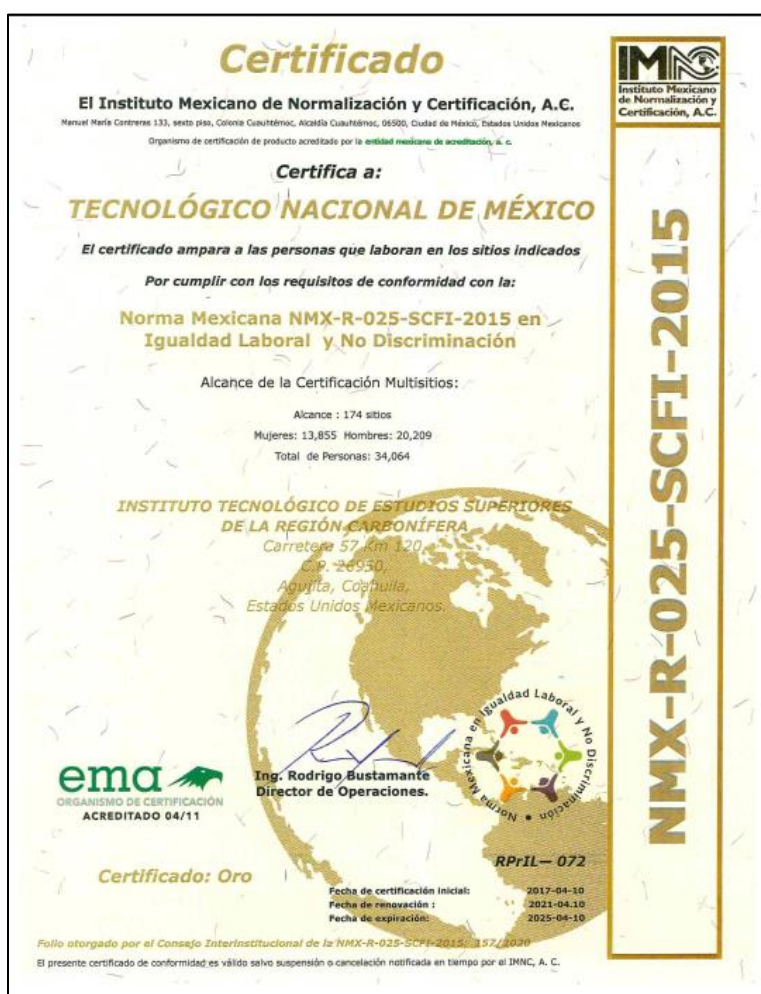 Certificado
El Instituto Mexicano de Normalización y Certificación, A.C.
Manuel María Contreras 133, sexto piso, Colonia Cuauhtémoc, Alcaldía Cuauhtémoc, 06500, Ciudad de México, Estados Unidos Mexicanos
Organismo de certificación de producto acreditado por la entidad mexicana de acreditación, a. c.
Certifica a:
TECNOLÓGICO NACIONAL DE MÉXICO
El certificado ampara a las personas que laboran en los sitios indicados
Por cumplir con los requisitos de conformidad con la:
Norma Mexicana NMX-R-025-SCFI-2015 en
Igualdad Laboral y No Discriminación
Alcance de la Certificación Multisitios:
Alcance : 174 sitios
Mujeres: 13,855 Hombres: 20,209
Total de Personas: 34,064
INSTITUTO TECNOLÓGICO DE ESTUDIOS SUPERIORES
DE LA REGIÓN CARBONÍFERA
Carretera 57 Km 120,
C.P. 26950,
Agujita, Coahuila,
Estados Unidos Mexicanos.
Ing. Rodrigo Bustamante
Director de Operaciones.
ema
ORGANISMO DE CERTIFICACIÓN
ACREDITADO 04/11
Norma Mexicana en Igualdad Laboral y No Discriminación
RPrIL— 072
Certificado: Oro
Fecha de certificación inicial: 2017-04-10
Fecha de renovación : 2021-04.10
Fecha de expiración: 2025-04-10
Folio otorgado por el Consejo Interinstitucional de la NMX-R-025-SCFI-2015: 157/2020
El presente certificado de conformidad es válido salvo suspensión o cancelación notificada en tiempo por el IMNC, A. C.
IMNC
Instituto Mexicano
de Normalización y
Certificación, A.C.
NMX-R-025-SCFI-2015